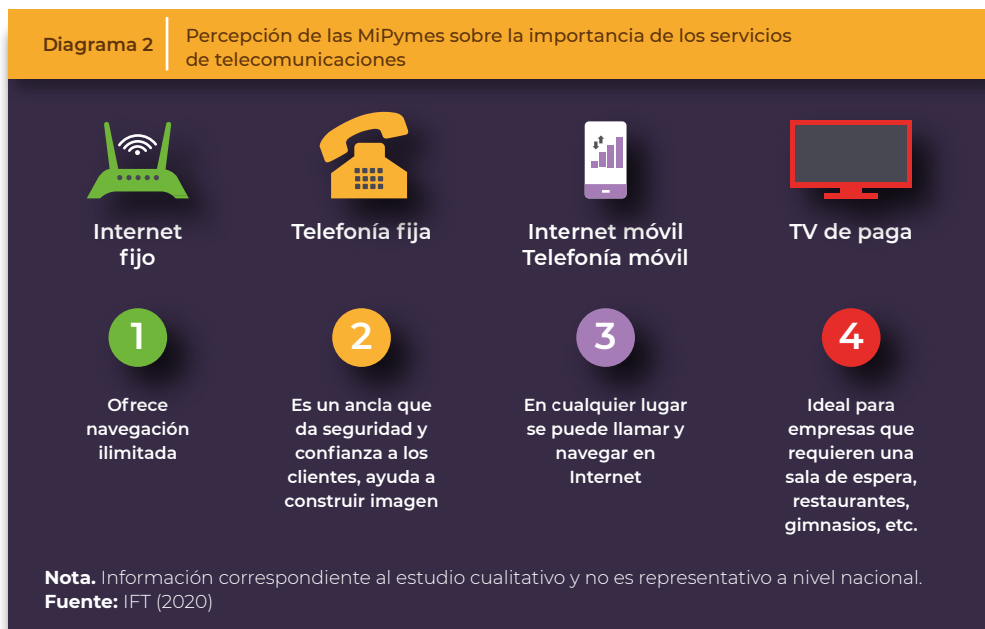 Diagrama 2
Percepción de las MiPymes sobre la importancia de los servicios
de telecomunicaciones
Internet
fijo
Telefonía fija
Internet móvil
Telefonía móvil
TV de paga
1
2
3
4
Ofrece
navegación
ilimitada
Es un ancla que
da seguridad y
confianza a los
clientes, ayuda a
construir imagen
En cualquier lugar
se puede llamar y
navegar en
Internet
Ideal para
empresas que
requieren una
sala de espera,
restaurantes,
gimnasios, etc.
Nota. Información correspondiente al estudio cualitativo y no es representativo a nivel nacional.
Fuente: IFT (2020)